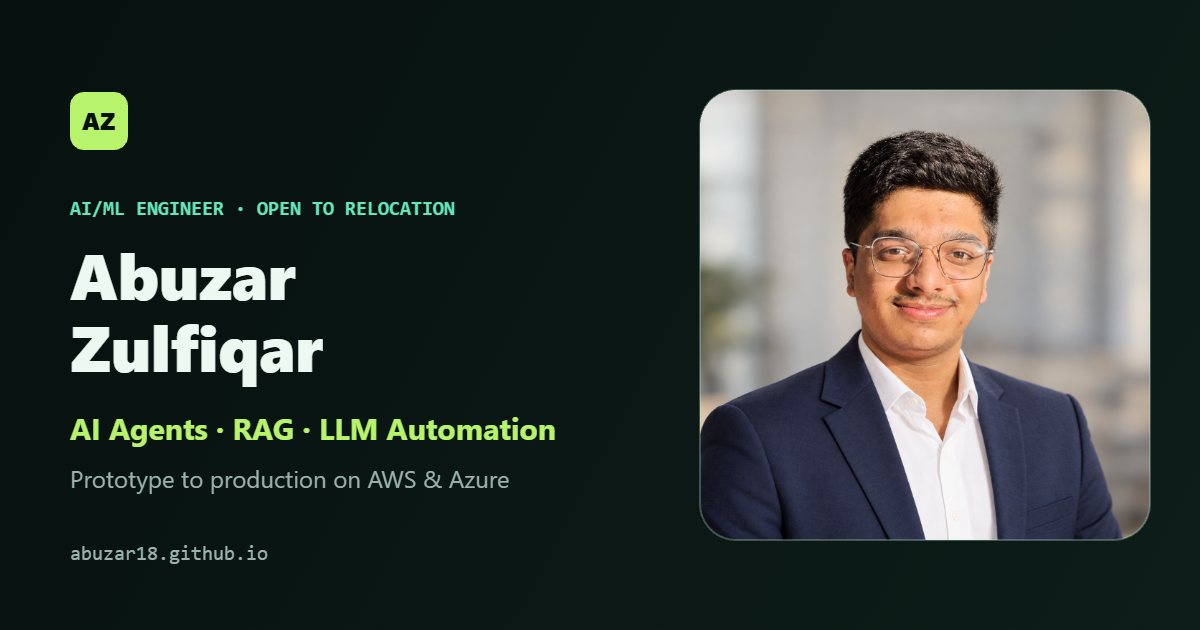 AZ
AI/ML ENGINEER · OPEN TO RELOCATION
Abuzar
Zulfiqar
AI Agents · RAG · LLM Automation
Prototype to production on AWS & Azure
abuzar18.github.io